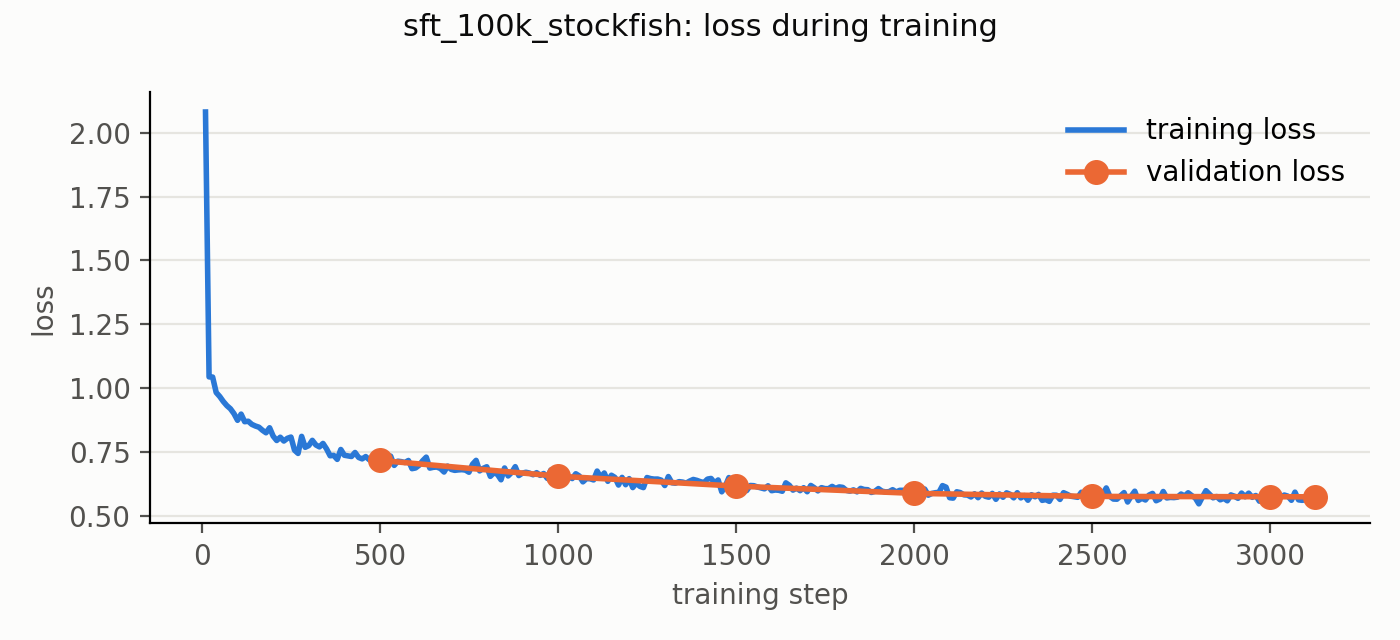 sft_100k_stockfish: loss during training
training loss
validation loss
2.00
1.75
1.50
1.25
1.00
0.75
0.50
loss
0
500
1000
1500
2000
2500
3000
training step